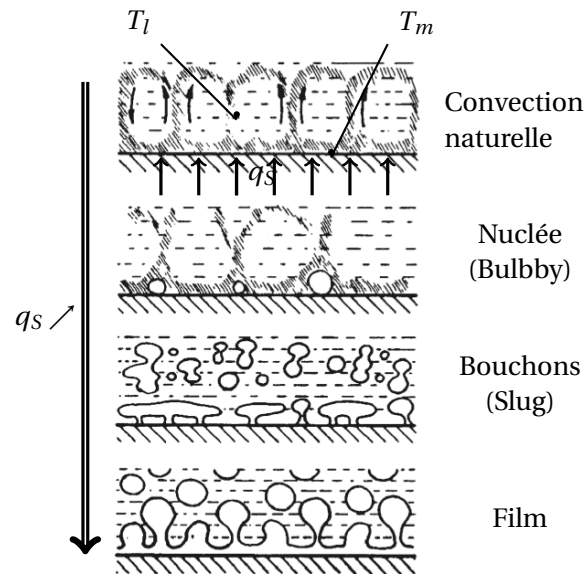 T_l
T_m
Convection
naturelle
q_S
Nuclée
(Bulbby)
q_S ↗
Bouchons
(Slug)
Film